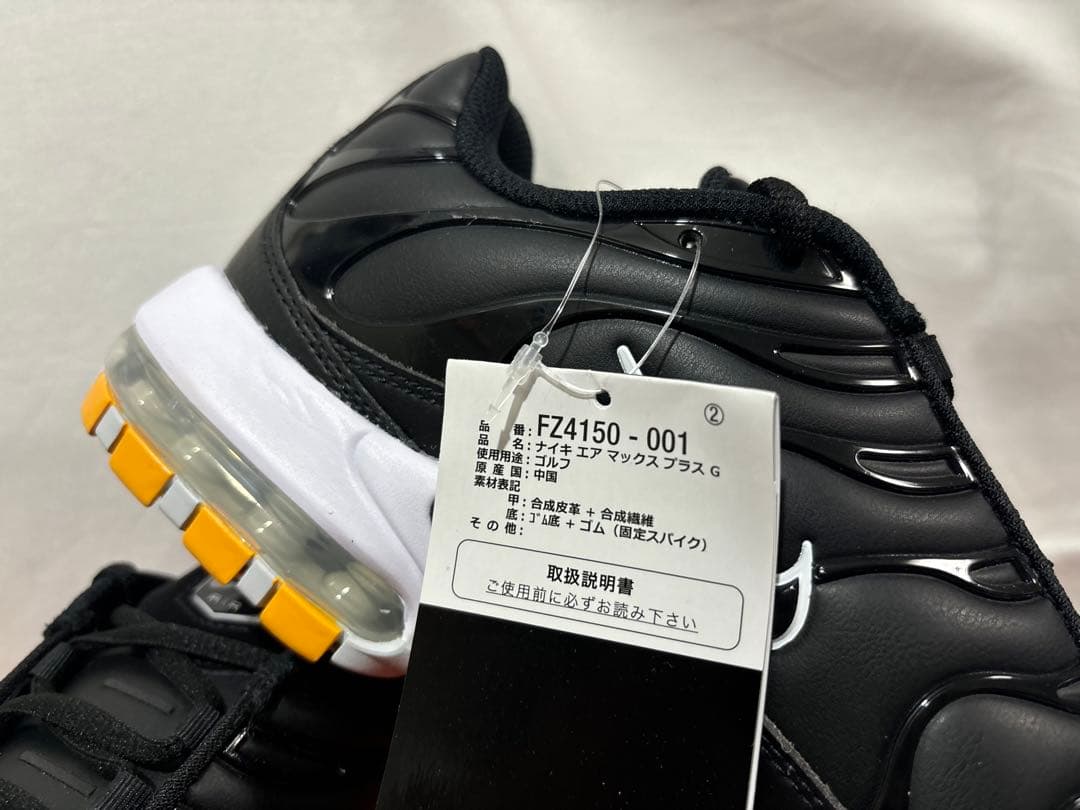 ②
品番：FZ4150 - 001
品名：ナイキ エア マックス プラス G
使用用途：ゴルフ
原産国：中国
素材表記
甲：合成皮革 + 合成繊維
底：ｺﾞﾑ底 + ゴム（固定スパイク）
その他：
取扱説明書
ご使用前に必ずお読み下さい